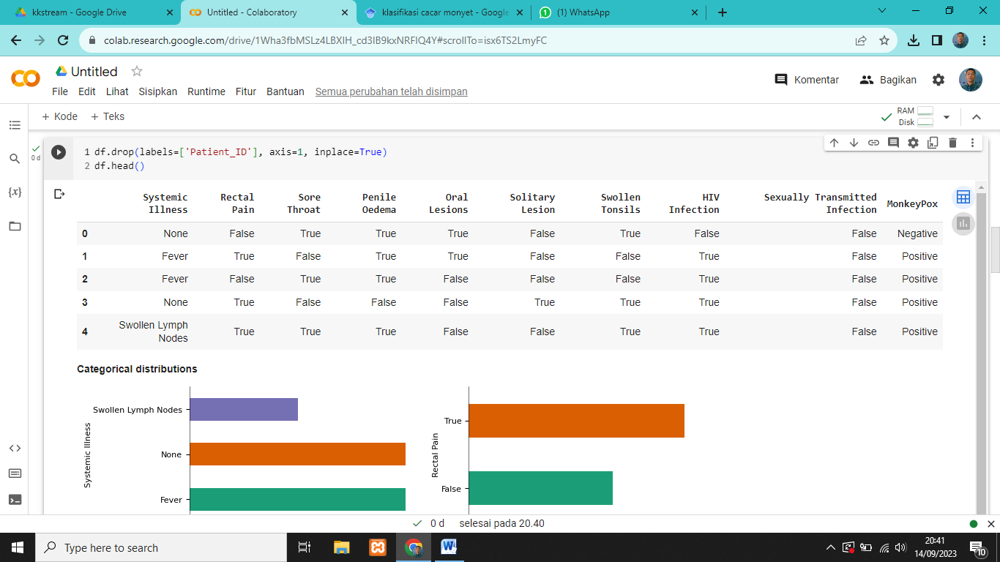 kkstream - Google Drive
Untitled - Colaboratory
klasifikasi cacar monyet - Google
(1) WhatsApp
colab.research.google.com/drive/1Wha3fbMSLz4LBXIH_cd3IB9kxNRFIQ4Y#scrollTo=isx6TS2LmyFC
CO
Untitled
Komentar
Bagikan
File Edit Lihat Sisipkan Runtime Fitur Bantuan Semua perubahan telah disimpan
+ Kode + Teks
RAM
Disk
0 d
1 df.drop(labels=['Patient_ID'], axis=1, inplace=True)
2 df.head()
{x}
Systemic Illness Rectal Pain Sore Throat Penile Oedema Oral Lesions Solitary Lesion Swollen Tonsils HIV Infection Sexually Transmitted Infection MonkeyPox
0 None False True True True False True False False Negative
1 Fever True False True True False False True False Positive
2 Fever False True True False False False True False Positive
3 None True False False False True True True False Positive
4 Swollen Lymph Nodes True True True False False True True False Positive
Categorical distributions
Systemic Illness
Swollen Lymph Nodes
None
Fever
Rectal Pain
True
False
0 d selesai pada 20.40
Type here to search
20:41
14/09/2023
10